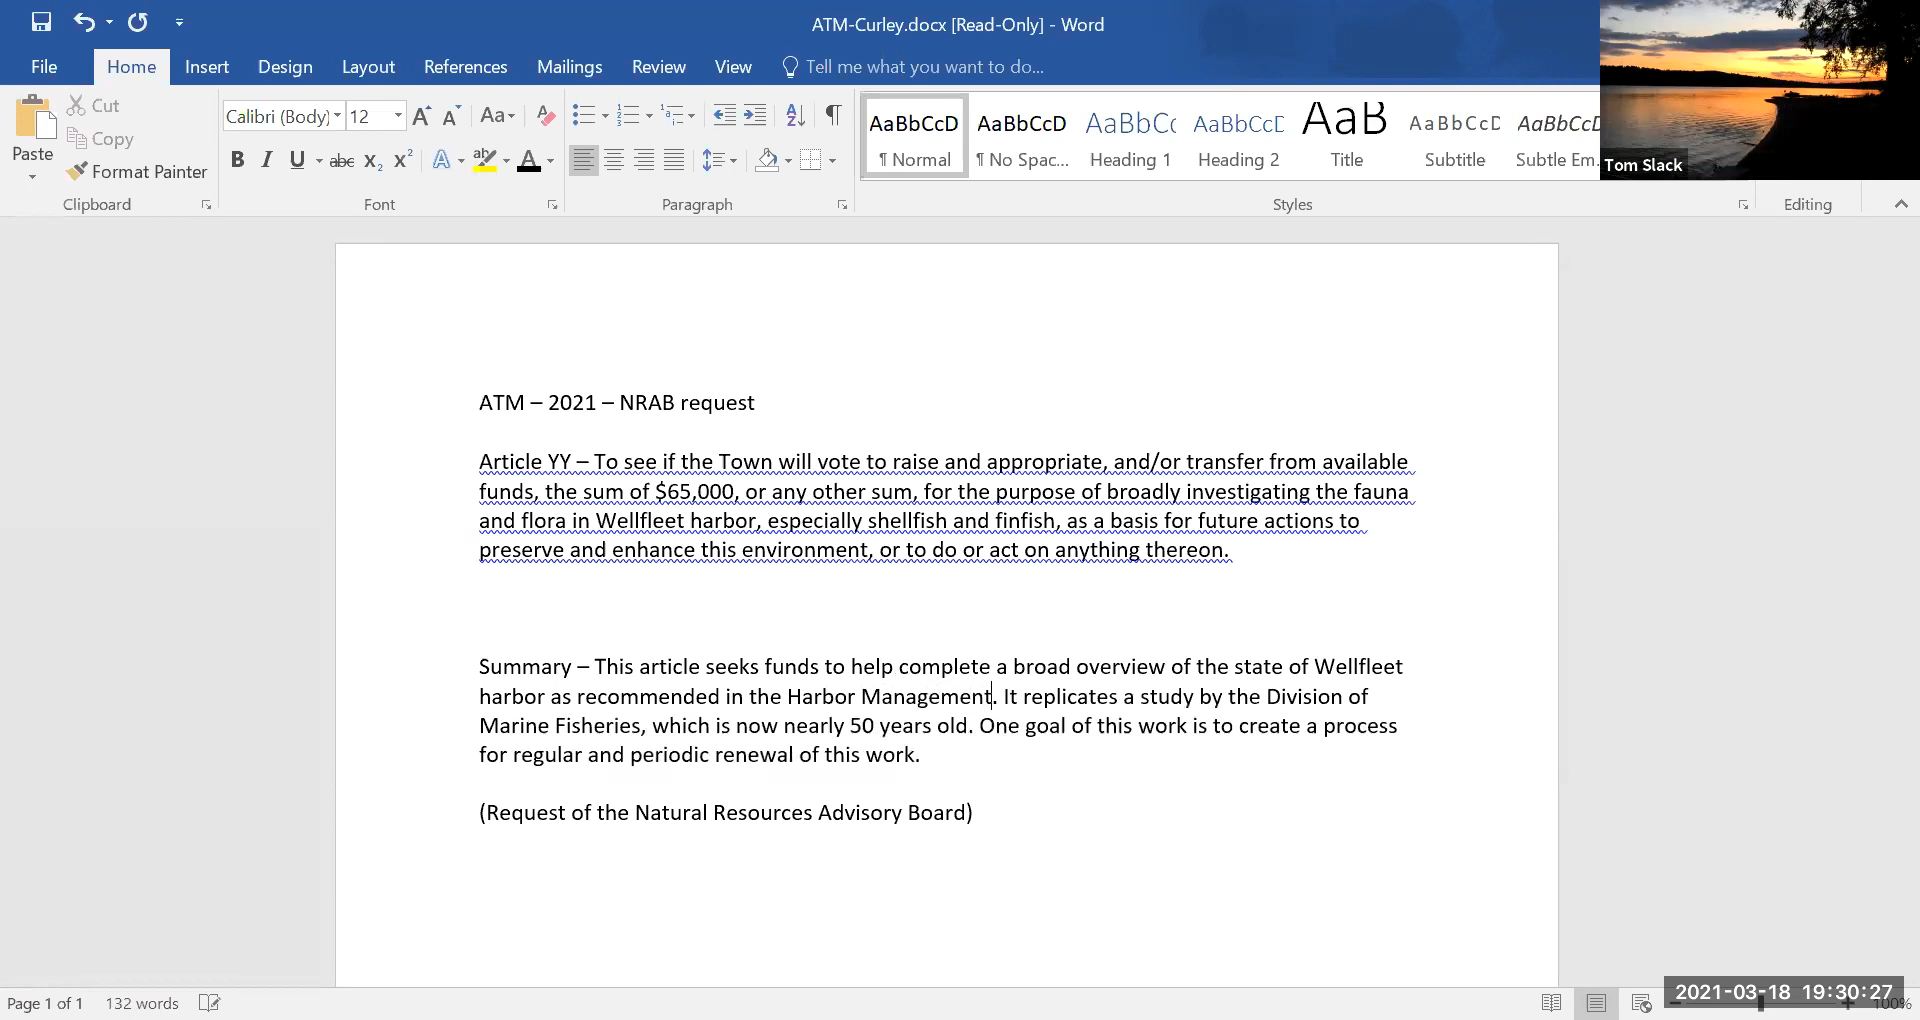 ATM-Curley.docx [Read-Only] - Word
File Home Insert Design Layout References Mailings Review View Tell me what you want to do...
Cut
Copy
Paste
Format Painter
Clipboard
Calibri (Body) 12
Aa
B I U abc X₂ X² A ab A
Font
Paragraph
AaBbCcD AaBbCcD AaBbCc AaBbCcD AaB AaBbCcD AaBbCcD
¶ Normal ¶ No Spac... Heading 1 Heading 2 Title Subtitle Subtle Em.
Styles
Editing
Tom Slack
ATM – 2021 – NRAB request
Article YY – To see if the Town will vote to raise and appropriate, and/or transfer from available
funds, the sum of $65,000, or any other sum, for the purpose of broadly investigating the fauna
and flora in Wellfleet harbor, especially shellfish and finfish, as a basis for future actions to
preserve and enhance this environment, or to do or act on anything thereon.
Summary – This article seeks funds to help complete a broad overview of the state of Wellfleet
harbor as recommended in the Harbor Management. It replicates a study by the Division of
Marine Fisheries, which is now nearly 50 years old. One goal of this work is to create a process
for regular and periodic renewal of this work.
(Request of the Natural Resources Advisory Board)
Page 1 of 1 132 words
2021-03-18 19:30:27
100%